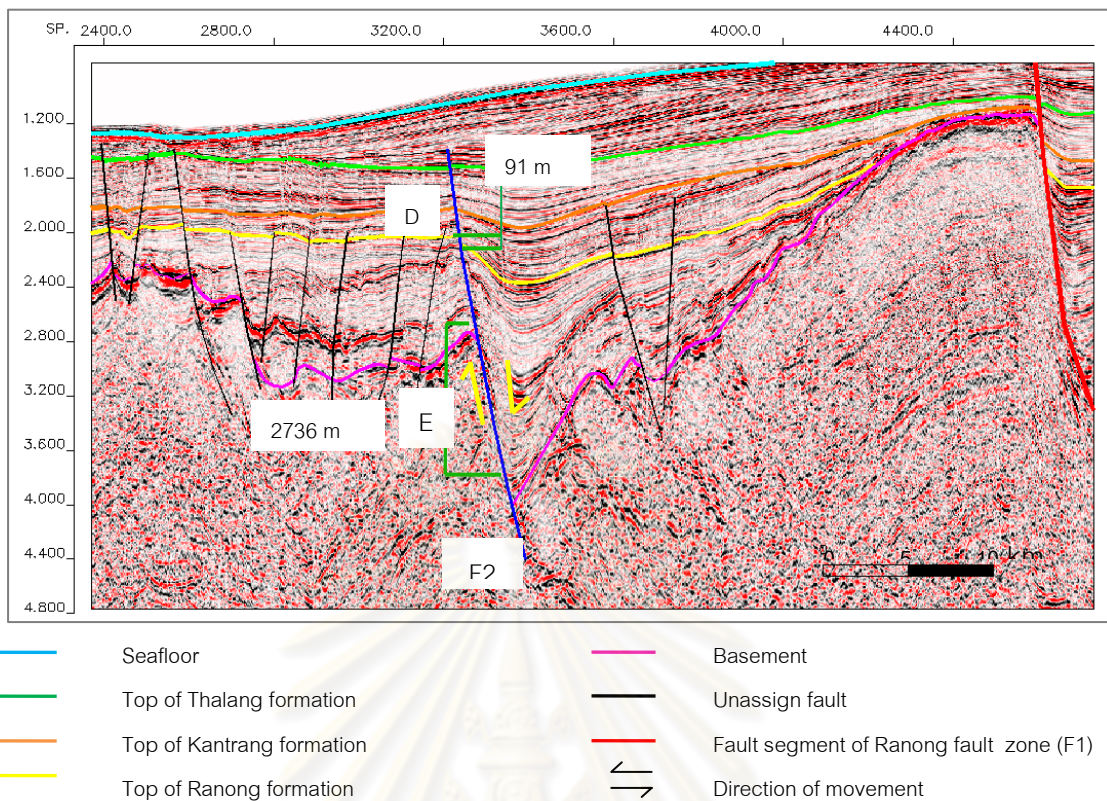 SP. 2400.0 2800.0 3200.0 3600.0 40000.0 4400.0
1.200
1.600
2.000
2.400
2.800
3.200
3.600
4.000
4.400
4.800
91 m
D
2736 m
E
F2
Seafloor
Basement
Top of Thalang formation
Unassign fault
Top of Kantrang formation
Fault segment of Ranong fault zone (F1)
Top of Ranong formation
Direction of movement